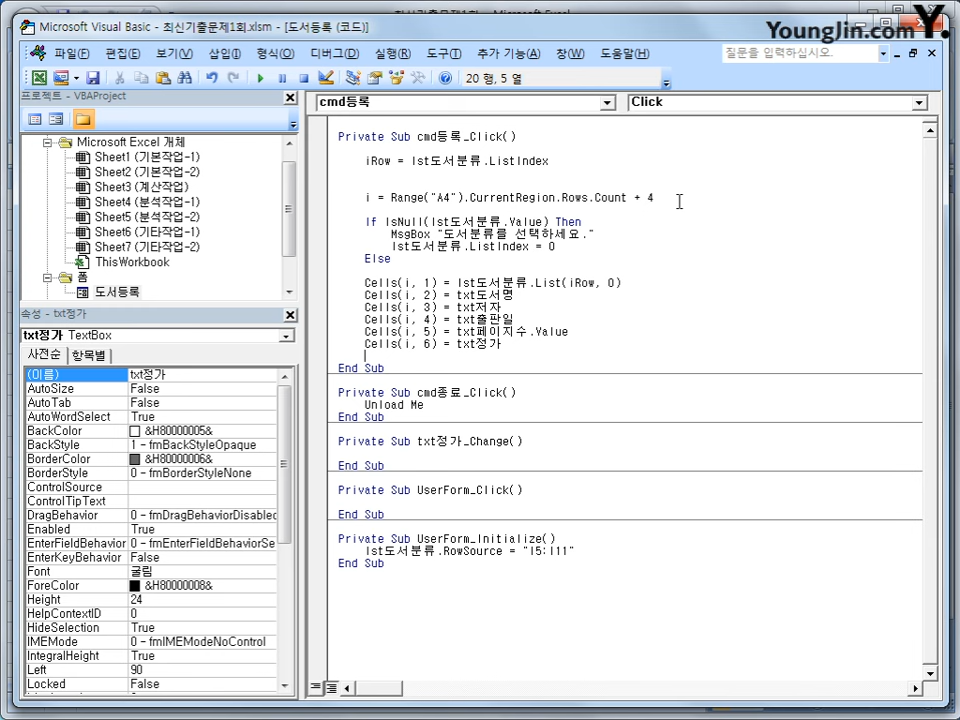 Microsoft Visual Basic - 최신기출문제1회.xlsm - [도서등록 (코드)]
Younglin.com Y.
파일(F) 편집(E) 보기(V) 삽입(I) 형식(O) 디버그(D) 실행(R) 도구(T) 추가 기능(A) 창(W) 도움말(H) 질문을 입력하십시오.
20 행, 5 열
프로젝트 - VBAProject
Microsoft Excel 개체
Sheet1 (기본작업-1)
Sheet2 (기본작업-2)
Sheet3 (계산작업)
Sheet4 (분석작업-1)
Sheet5 (분석작업-2)
Sheet6 (기타작업-1)
Sheet7 (기타작업-2)
ThisWorkbook
폼
도서등록
속성 - txt정가
txt정가 TextBox
사전순 항목별
(이름) txt정가
AutoSize False
AutoTab False
AutoWordSelect True
BackColor &H80000005&
BackStyle 1 - fmBackStyleOpaque
BorderColor &H80000006&
BorderStyle 0 - fmBorderStyleNone
ControlSource
ControlTipText
DragBehavior 0 - fmDragBehaviorDisabled
Enabled True
EnterFieldBehavior 0 - fmEnterFieldBehaviorSe
EnterKeyBehavior False
Font 굴림
ForeColor &H80000008&
Height 24
HelpContextID 0
HideSelection True
IMEMode 0 - fmIMEModeNoControl
IntegralHeight True
Left 90
Locked False
cmd등록 Click
Private Sub cmd등록_Click()
iRow = lst도서분류.ListIndex
i = Range("A4").CurrentRegion.Rows.Count + 4
If IsNull(lst도서분류.Value) Then
MsgBox "도서분류를 선택하세요."
lst도서분류.ListIndex = 0
Else
Cells(i, 1) = lst도서분류.List(iRow, 0)
Cells(i, 2) = txt도서명
Cells(i, 3) = txt저자
Cells(i, 4) = txt출판일
Cells(i, 5) = txt페이지수.Value
Cells(i, 6) = txt정가
End Sub
Private Sub cmd종료_Click()
Unload Me
End Sub
Private Sub txt정가_Change()
End Sub
Private Sub UserForm_Click()
End Sub
Private Sub UserForm_Initialize()
lst도서분류.RowSource = "I5:I11"
End Sub